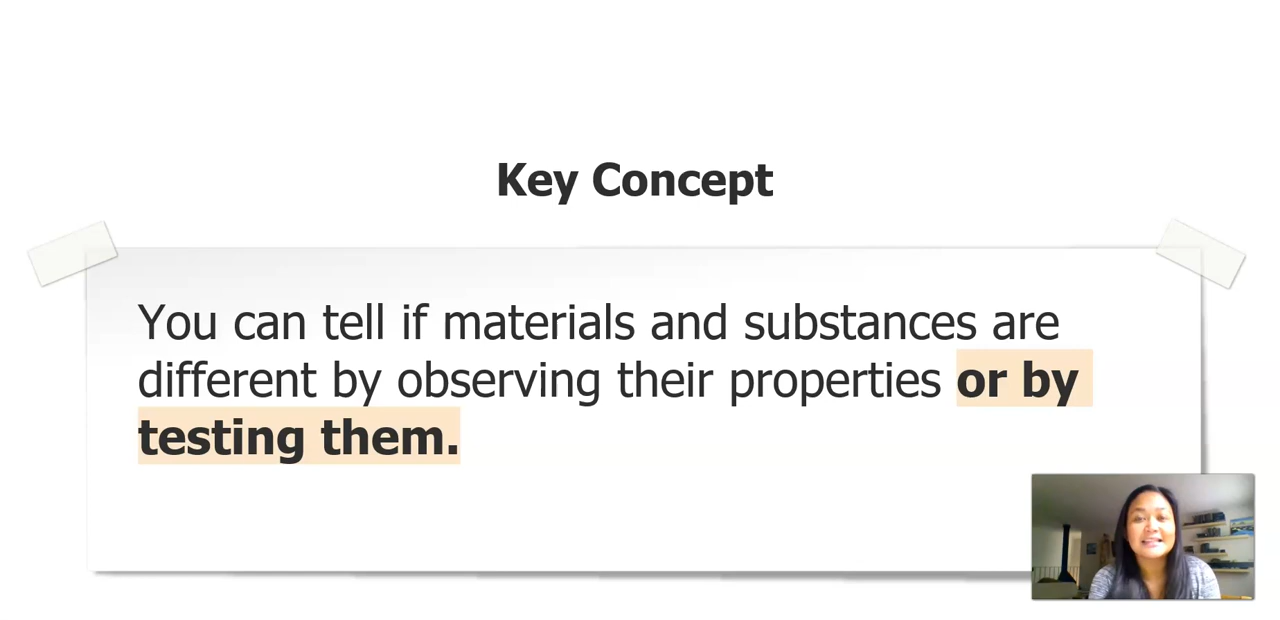 Key Concept
You can tell if materials and substances are
different by observing their properties or by
testing them.